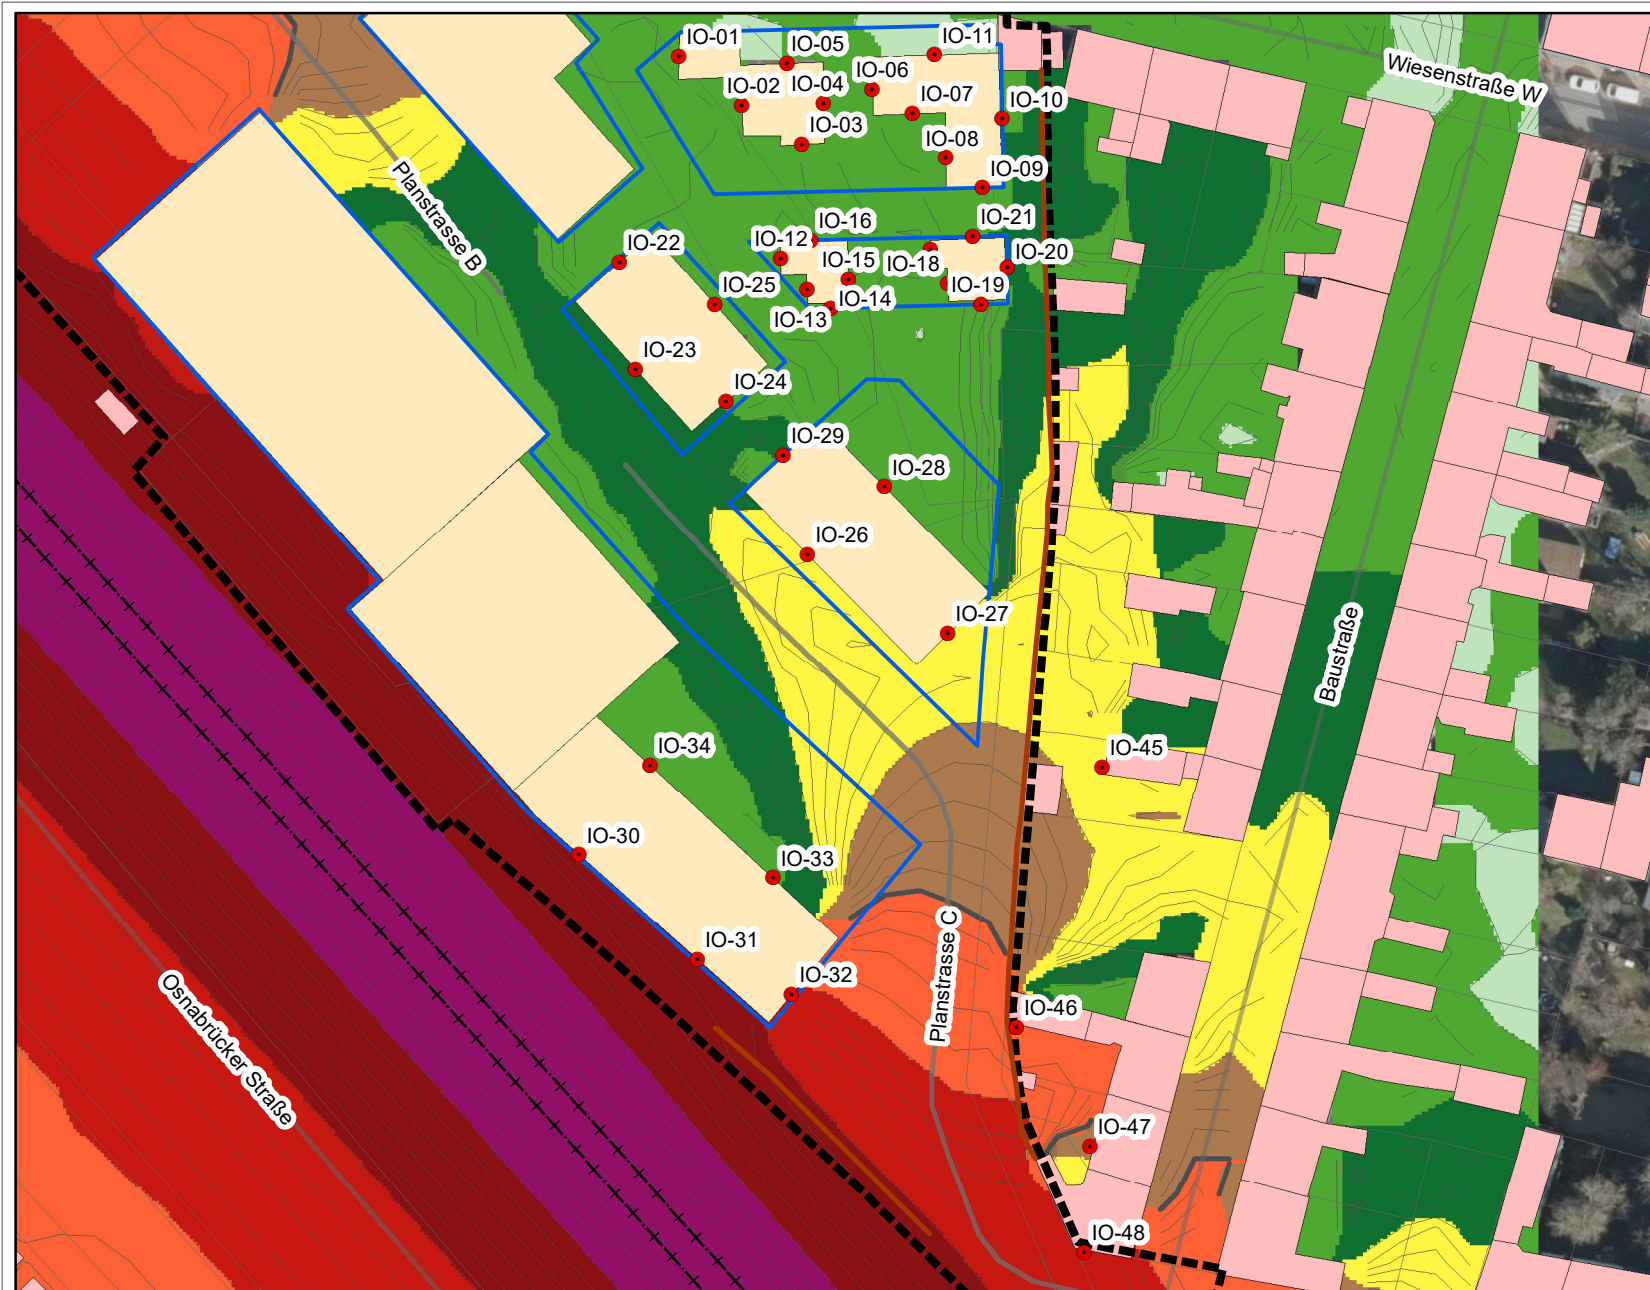 IO-01
IO-05
IO-11
Wiesenstraße W
IO-06
IO-02
IO-04
IO-07
IO-10
IO-03
IO-08
IO-09
Planstrasse B
IO-16
IO-21
IO-22
IO-12
IO-15
IO-18
IO-20
IO-25
IO-19
IO-14
IO-13
IO-23
IO-24
IO-29
IO-28
IO-26
IO-27
Baustraße
IO-34
IO-45
IO-30
IO-33
IO-31
Planstrasse C
IO-32
Osnabrücker Straße
IO-46
IO-47
IO-48